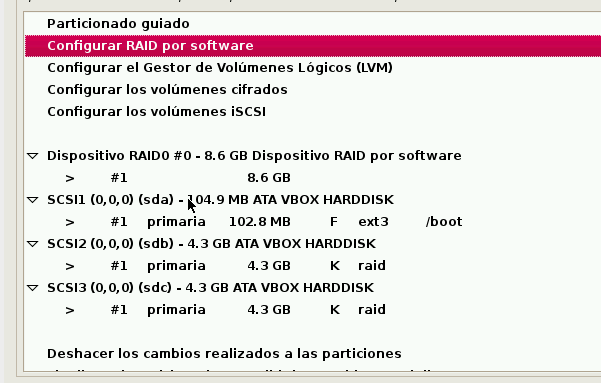 Particionado guiado
Configurar RAID por software
Configurar el Gestor de Volúmenes Lógicos (LVM)
Configurar los volúmenes cifrados
Configurar los volúmenes iSCSI
Dispositivo RAID0 #0 - 8.6 GB Dispositivo RAID por software
> #1 8.6 GB
SCSI1 (0,0,0) (sda) - 104.9 MB ATA VBOX HARDDISK
> #1 primaria 102.8 MB F ext3 /boot
SCSI2 (0,0,0) (sdb) - 4.3 GB ATA VBOX HARDDISK
> #1 primaria 4.3 GB K raid
SCSI3 (0,0,0) (sdc) - 4.3 GB ATA VBOX HARDDISK
> #1 primaria 4.3 GB K raid
Deshacer los cambios realizados a las particiones